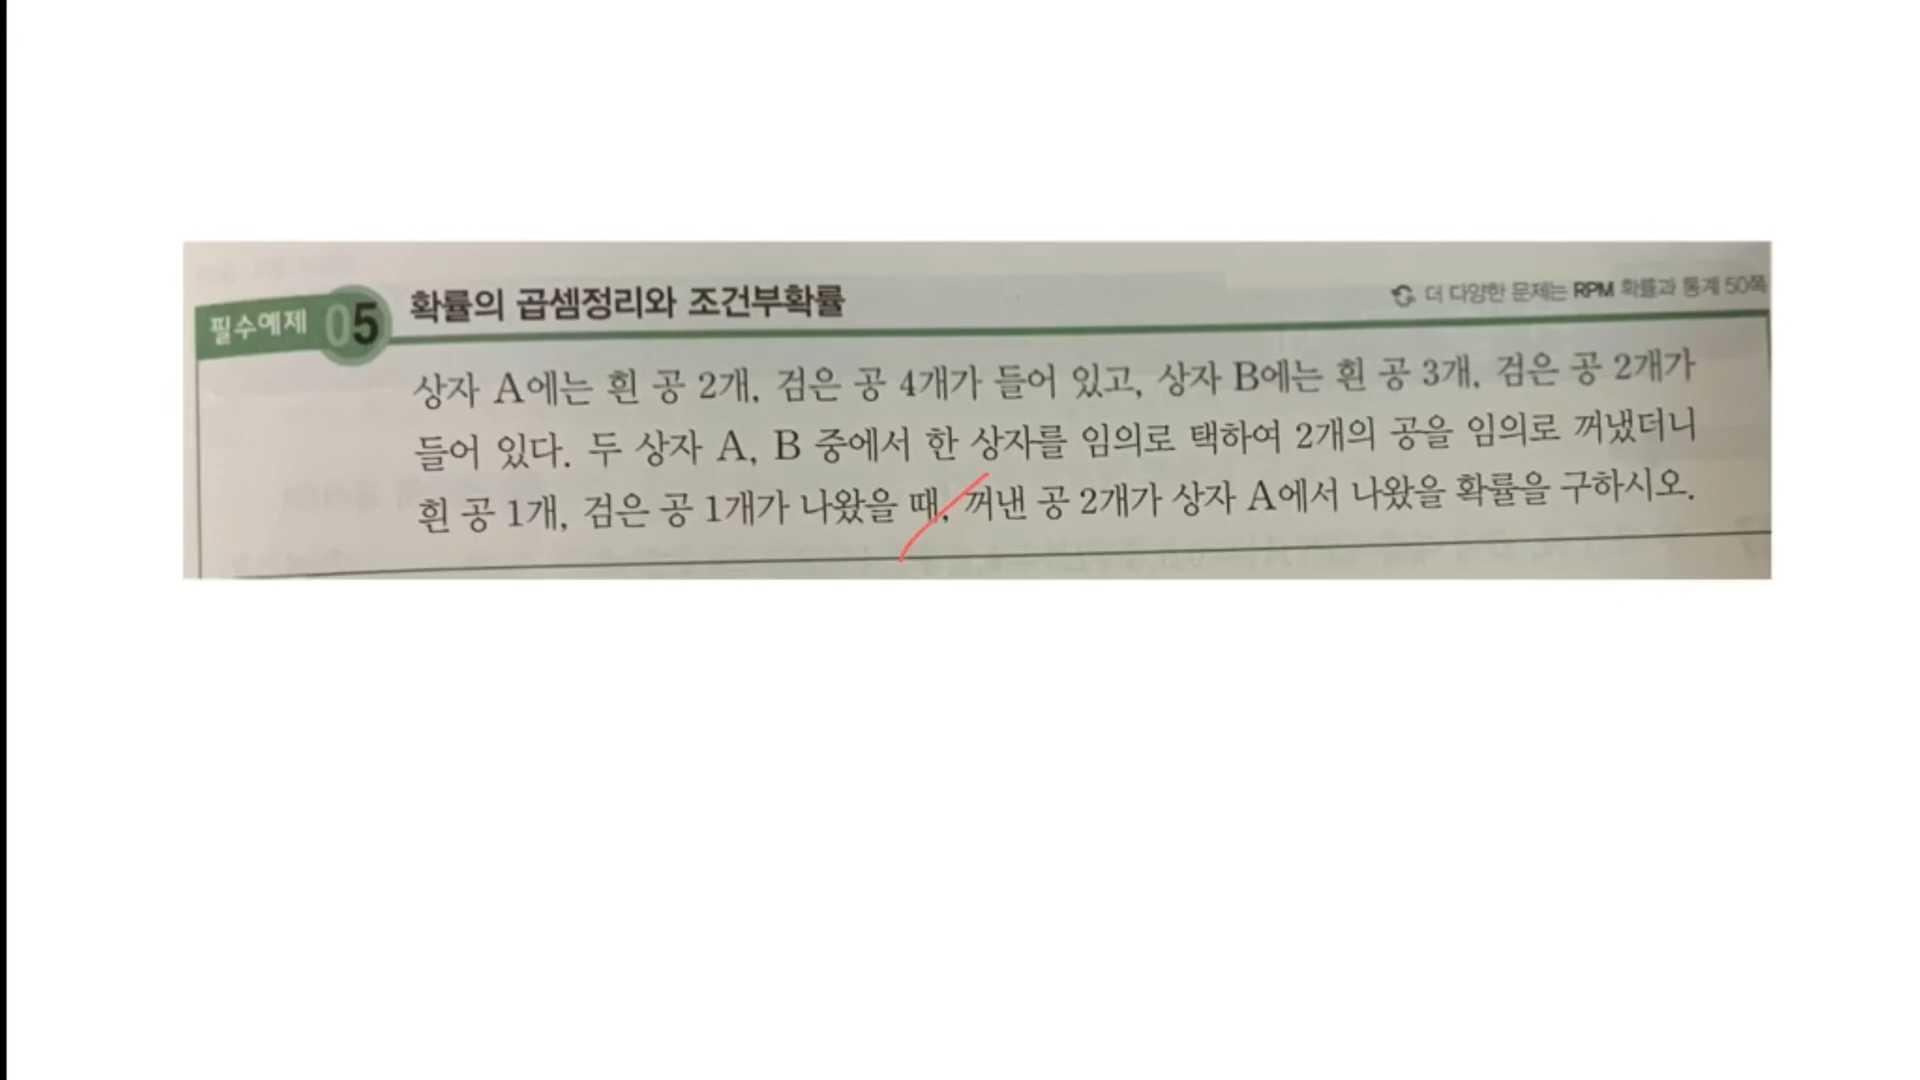 필수예제 05 확률의 곱셈정리와 조건부확률 더 다양한 문제는 RPM 확률과 통계 50쪽
상자 A에는 흰 공 2개, 검은 공 4개가 들어 있고, 상자 B에는 흰 공 3개, 검은 공 2개가
들어 있다. 두 상자 A, B 중에서 한 상자를 임의로 택하여 2개의 공을 임의로 꺼냈더니
흰 공 1개, 검은 공 1개가 나왔을 때, 꺼낸 공 2개가 상자 A에서 나왔을 확률을 구하시오.